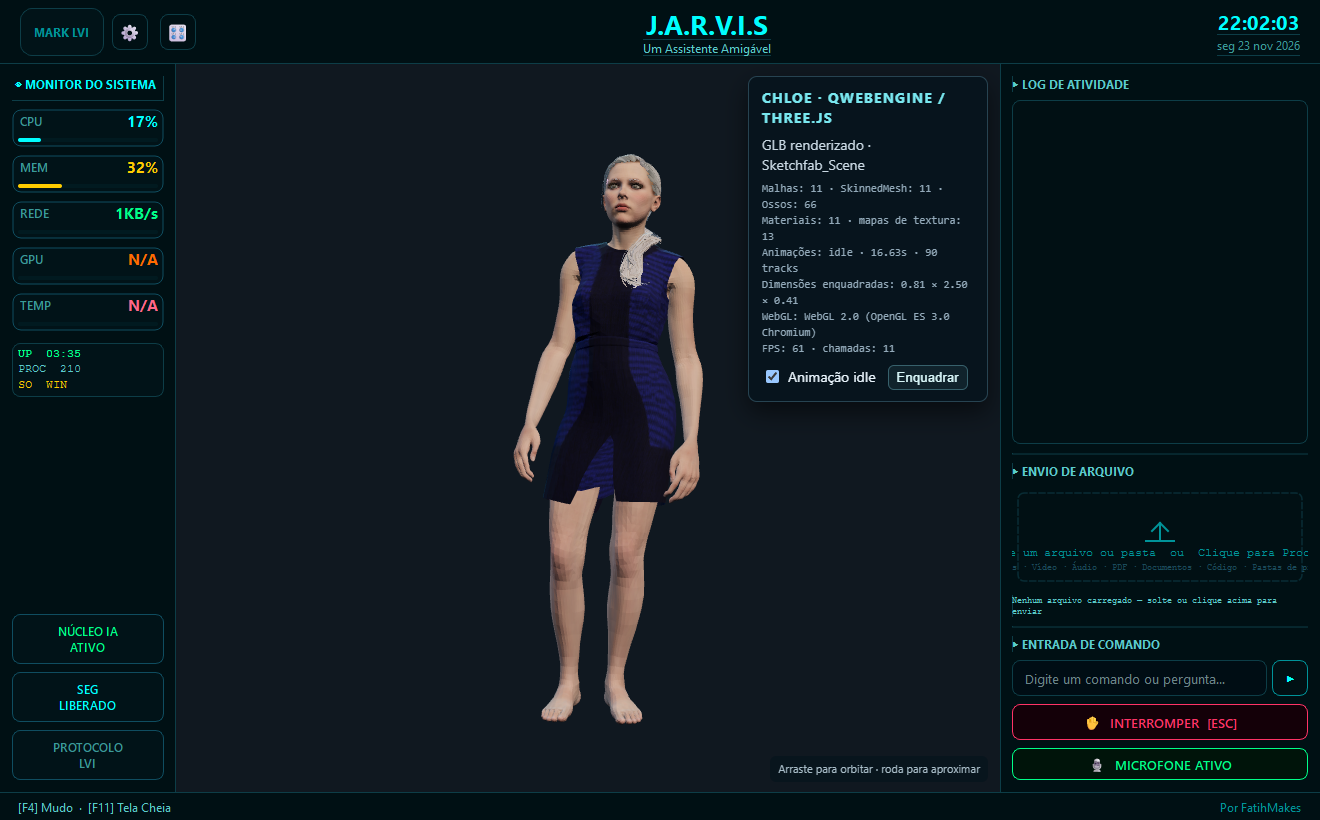 MARK LVI
J.A.R.V.I.S
Um Assistente Amigável
22:02:03
seg 23 nov 2026
MONITOR DO SISTEMA
CPU 17%
MEM 32%
REDE 1KB/s
GPU N/A
TEMP N/A
UP 03:35
PROC 210
SO WIN
NÚCLEO IA
ATIVO
SEG
LIBERADO
PROTOCOLO
LVI
CHLOE · QWEBENGINE /
THREE.JS
GLB renderizado ·
Sketchfab_Scene
Malhas: 11 · SkinnedMesh: 11 ·
Ossos: 66
Materiais: 11 · mapas de textura:
13
Animações: idle · 16.63s · 90
tracks
Dimensões enquadradas: 0.81 × 2.50
× 0.41
WebGL: WebGL 2.0 (OpenGL ES 3.0
Chromium)
FPS: 61 · chamadas: 11
Animação idle Enquadrar
Arraste para orbitar · roda para aproximar
LOG DE ATIVIDADE
ENVIO DE ARQUIVO
um arquivo ou pasta ou Clique para Proc
· Vídeo · Áudio · PDF · Documentos · Código · Pastas de p
Nenhum arquivo carregado — solte ou clique acima para
enviar
ENTRADA DE COMANDO
Digite um comando ou pergunta...
INTERROMPER [ESC]
MICROFONE ATIVO
[F4] Mudo · [F11] Tela Cheia
Por FatihMakes